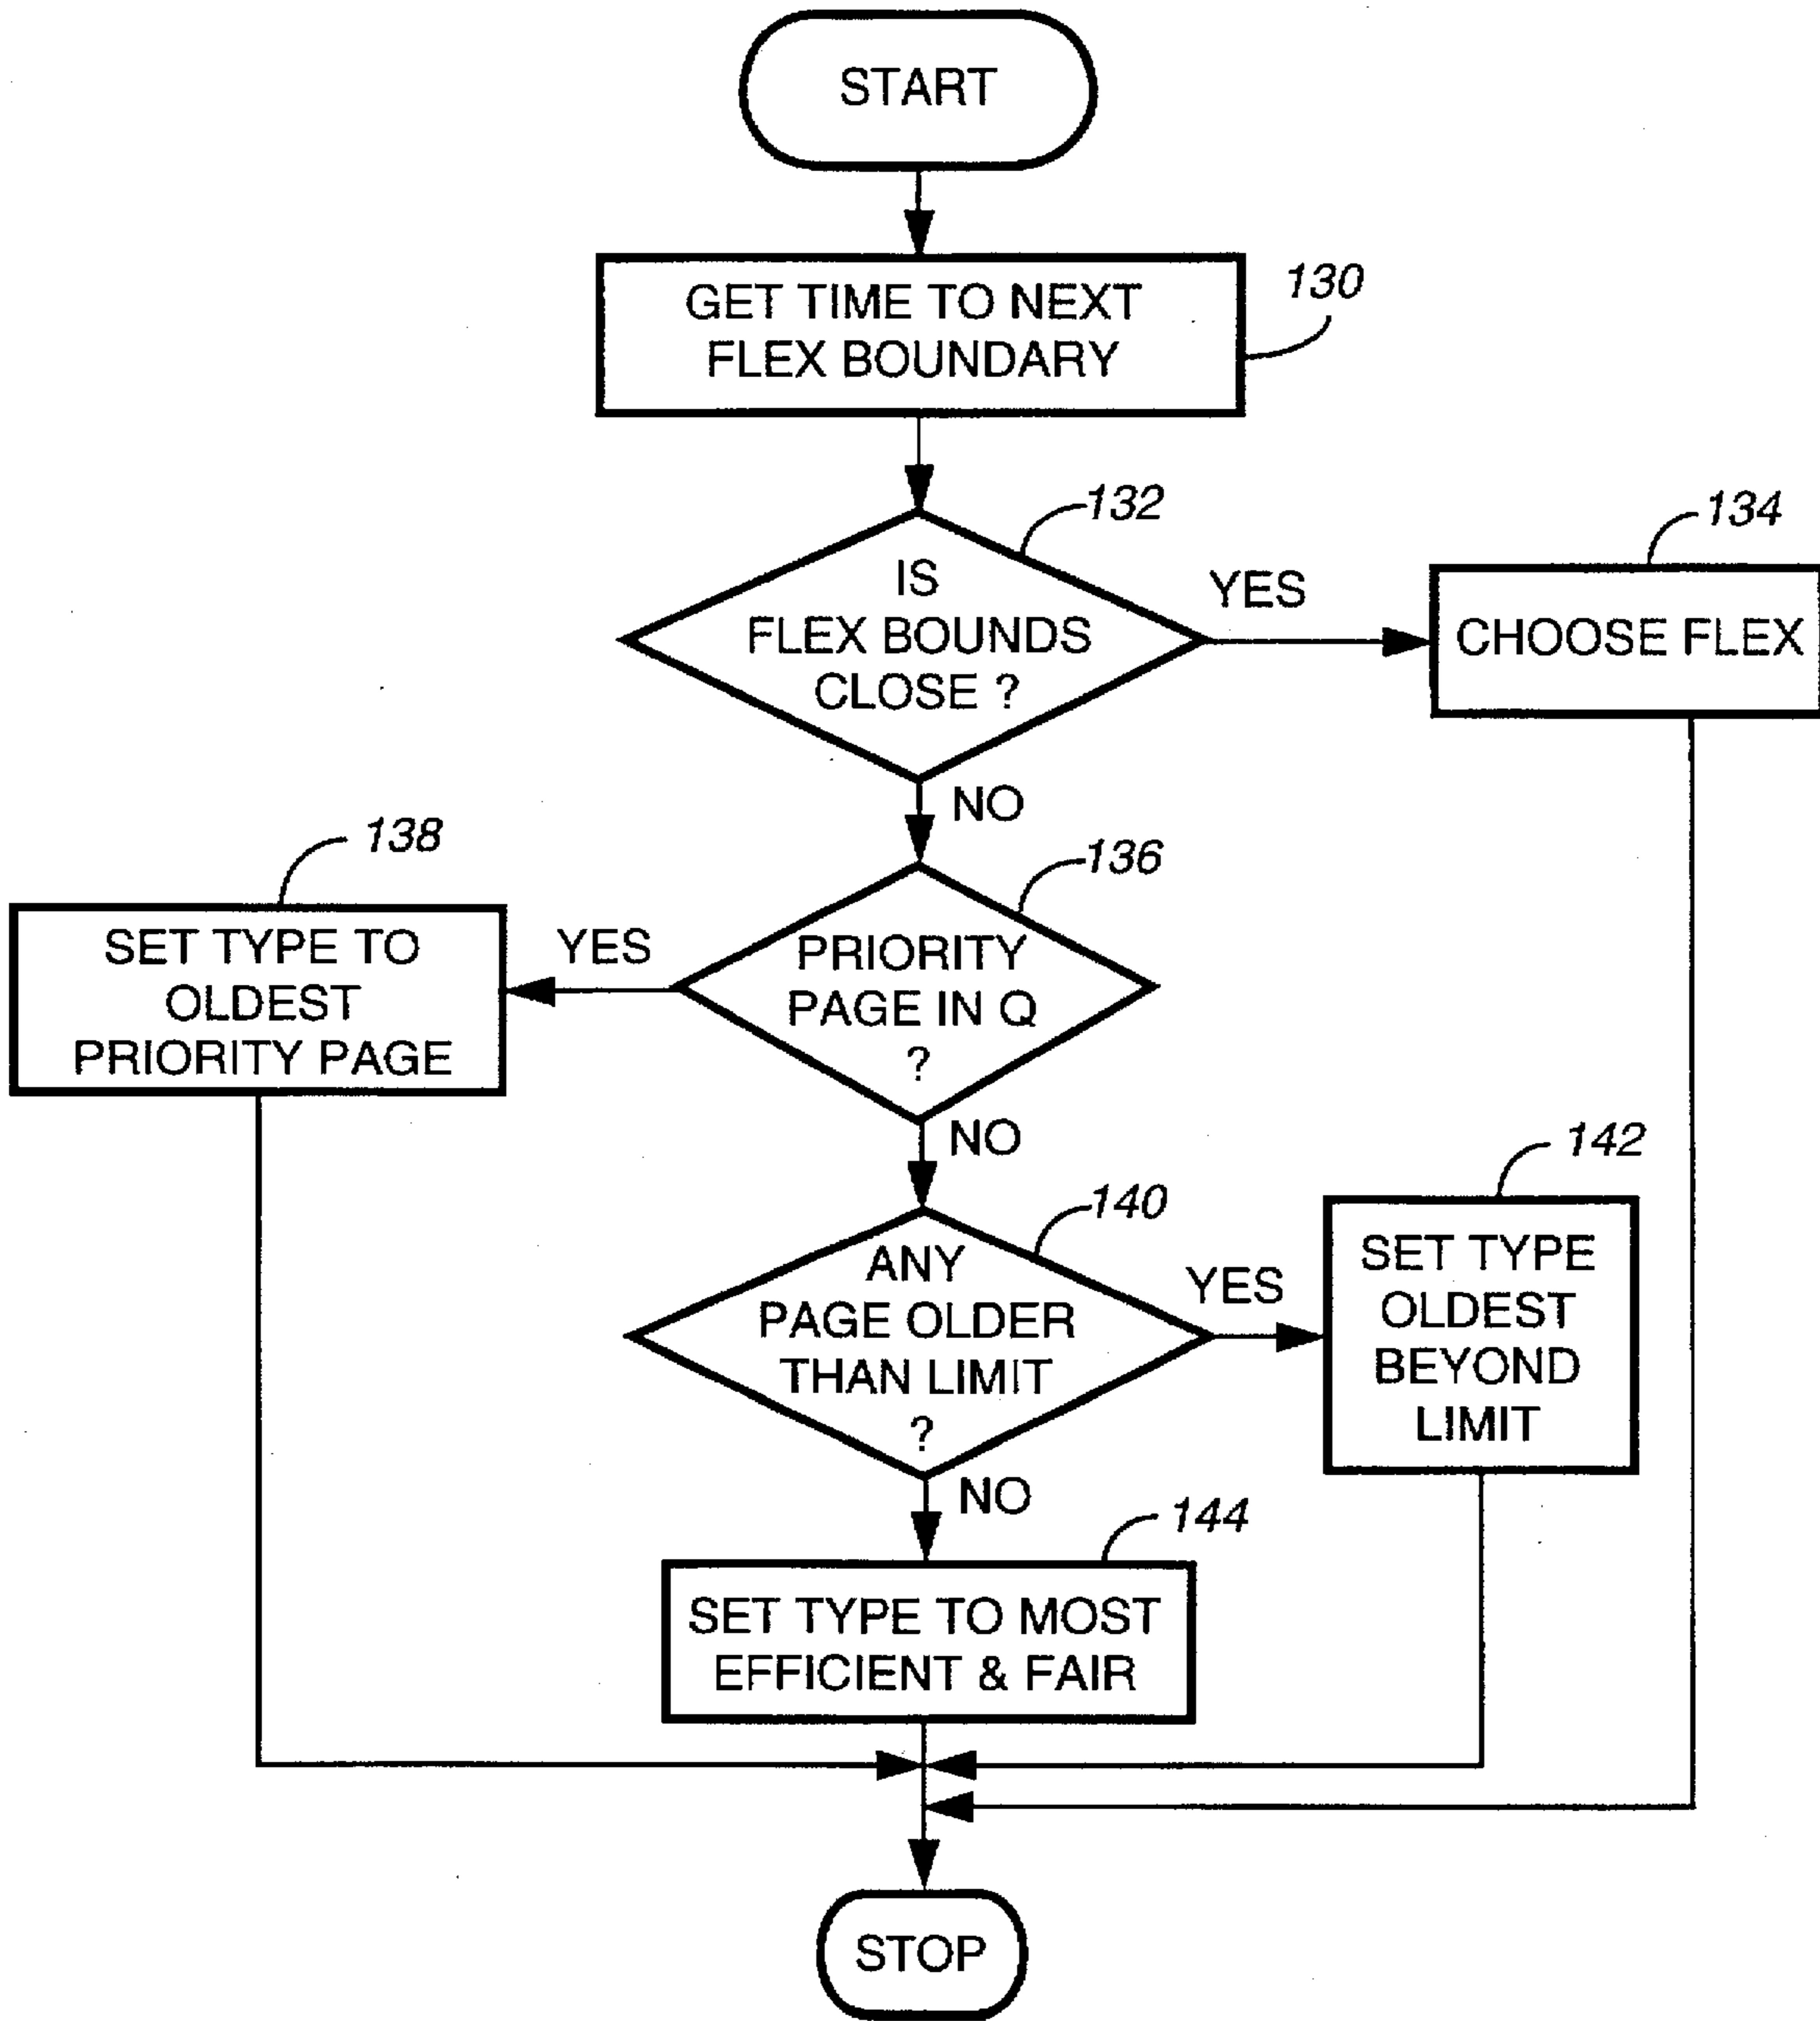 START
GET TIME TO NEXT
FLEX BOUNDARY
130
IS
FLEX BOUNDS
CLOSE ?
132
YES
CHOOSE FLEX
134
NO
PRIORITY
PAGE IN Q
?
136
YES
SET TYPE TO
OLDEST
PRIORITY PAGE
138
NO
ANY
PAGE OLDER
THAN LIMIT
?
140
YES
SET TYPE
OLDEST
BEYOND
LIMIT
142
NO
SET TYPE TO MOST
EFFICIENT & FAIR
144
STOP